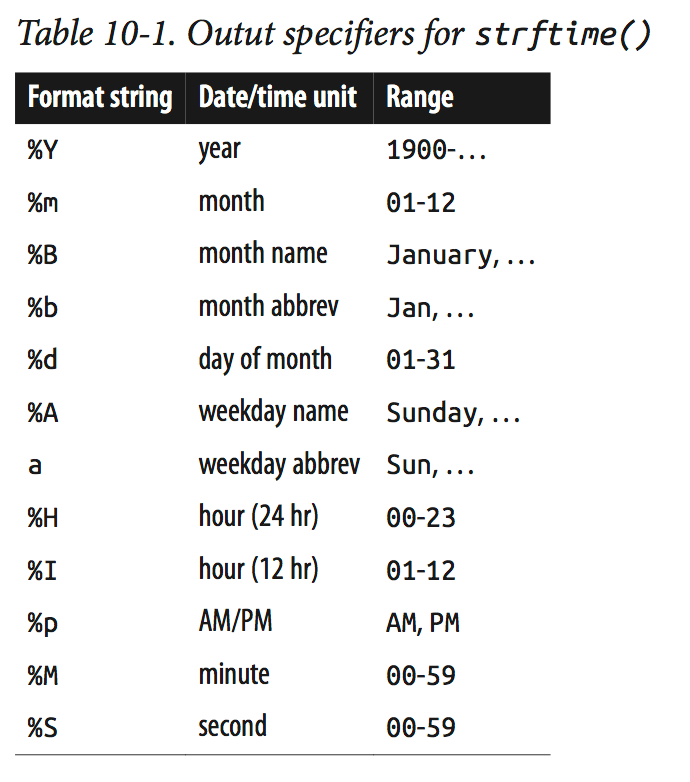 Table 10-1. Outut specifiers for strftime()
Format string Date/time unit Range
%Y year 1900-...
%m month 01-12
%B month name January, ...
%b month abbrev Jan, ...
%d day of month 01-31
%A weekday name Sunday, ...
a weekday abbrev Sun, ...
%H hour (24 hr) 00-23
%I hour (12 hr) 01-12
%p AM/PM AM, PM
%M minute 00-59
%S second 00-59